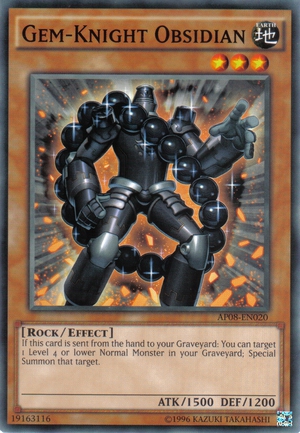 GEM-KNIGHT OBSIDIAN
EARTH
地
AP08-EN020
[ROCK/EFFECT]
If this card is sent from the hand to your Graveyard: You can target
1 Level 4 or lower Normal Monster in your Graveyard; Special
Summon that target.
ATK/1500 DEF/1200
19163116
©1996 KAZUKI TAKAHASHI